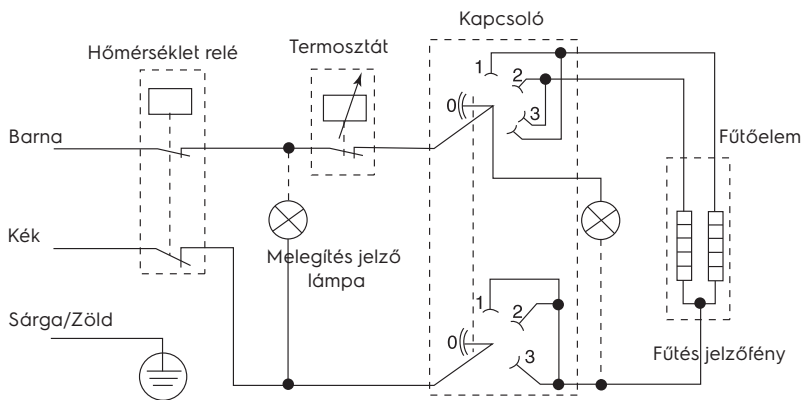 Kapcsoló
Hőmérséklet relé
Termosztát
1
2
0
3
Barna
Fűtőelem
Kék
Melegítés jelző
lámpa
1
2
0
3
Sárga/Zöld
Fűtés jelzőfény